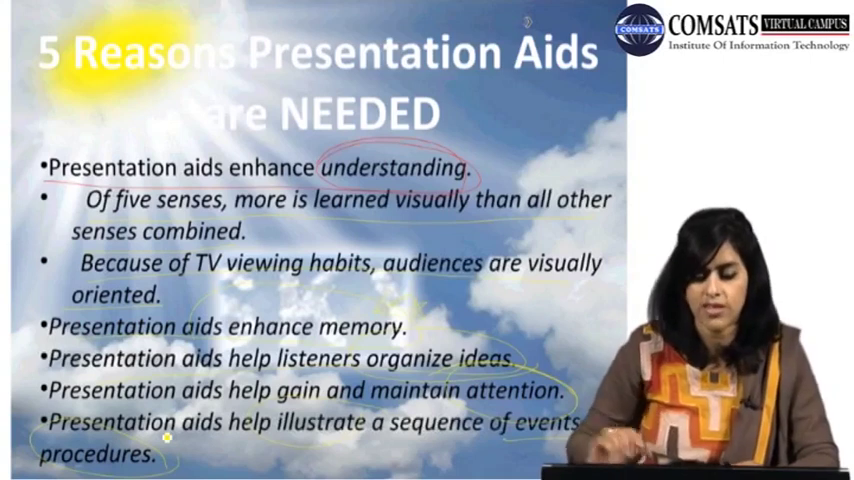 COMSATS VIRTUAL CAMPUS
COMSATS
Institute Of Information Technology
5 Reasons Presentation Aids
are NEEDED
•Presentation aids enhance understanding.
• Of five senses, more is learned visually than all other
senses combined.
• Because of TV viewing habits, audiences are visually
oriented.
•Presentation aids enhance memory.
•Presentation aids help listeners organize ideas.
•Presentation aids help gain and maintain attention.
•Presentation aids help illustrate a sequence of events
procedures.